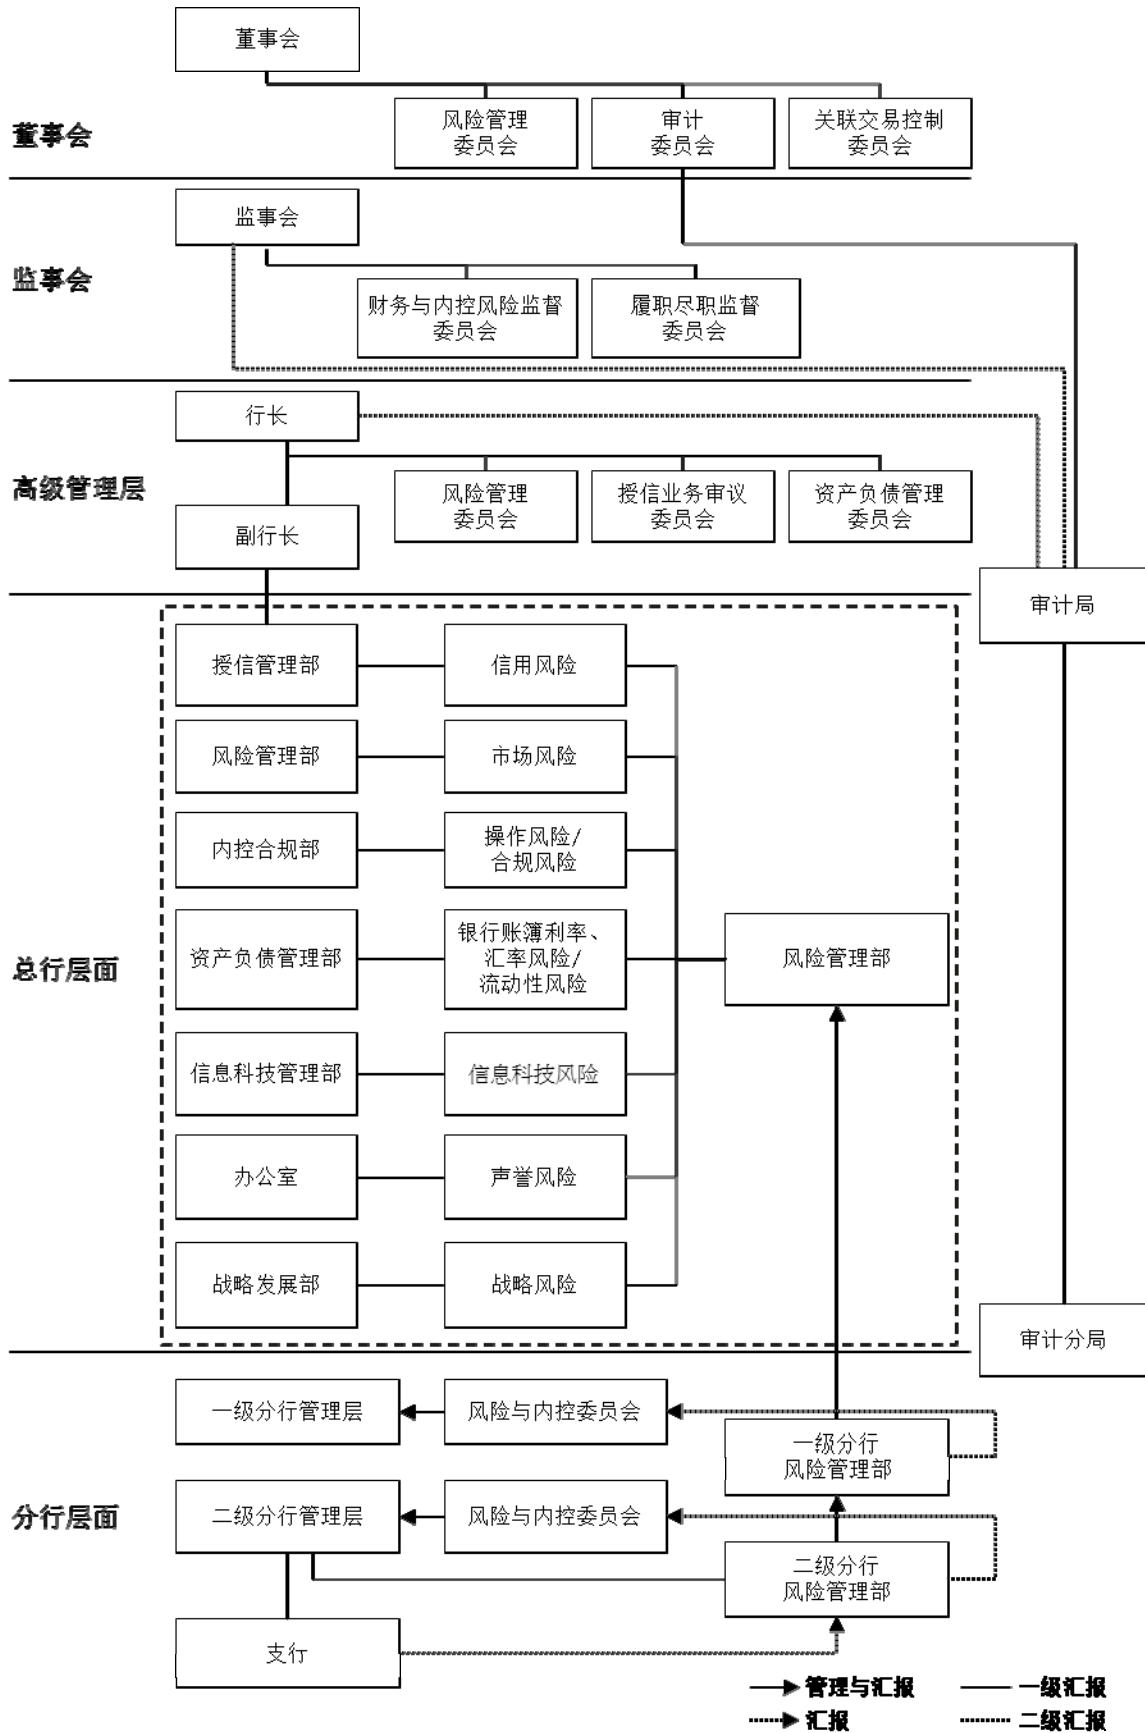 董事会
董事会
风险管理
委员会
审计
委员会
关联交易控制
委员会
监事会
监事会
财务与内控风险监督
委员会
履职尽职监督
委员会
高级管理层
行长
风险管理
委员会
授信业务审议
委员会
资产负债管理
委员会
副行长
审计局
总行层面
授信管理部
信用风险
风险管理部
市场风险
内控合规部
操作风险/
合规风险
资产负债管理部
银行账簿利率、
汇率风险/
流动性风险
风险管理部
信息科技管理部
信息科技风险
办公室
声誉风险
战略发展部
战略风险
审计分局
分行层面
一级分行管理层
风险与内控委员会
一级分行
风险管理部
二级分行管理层
风险与内控委员会
二级分行
风险管理部
支行
管理与汇报
一级汇报
汇报
二级汇报